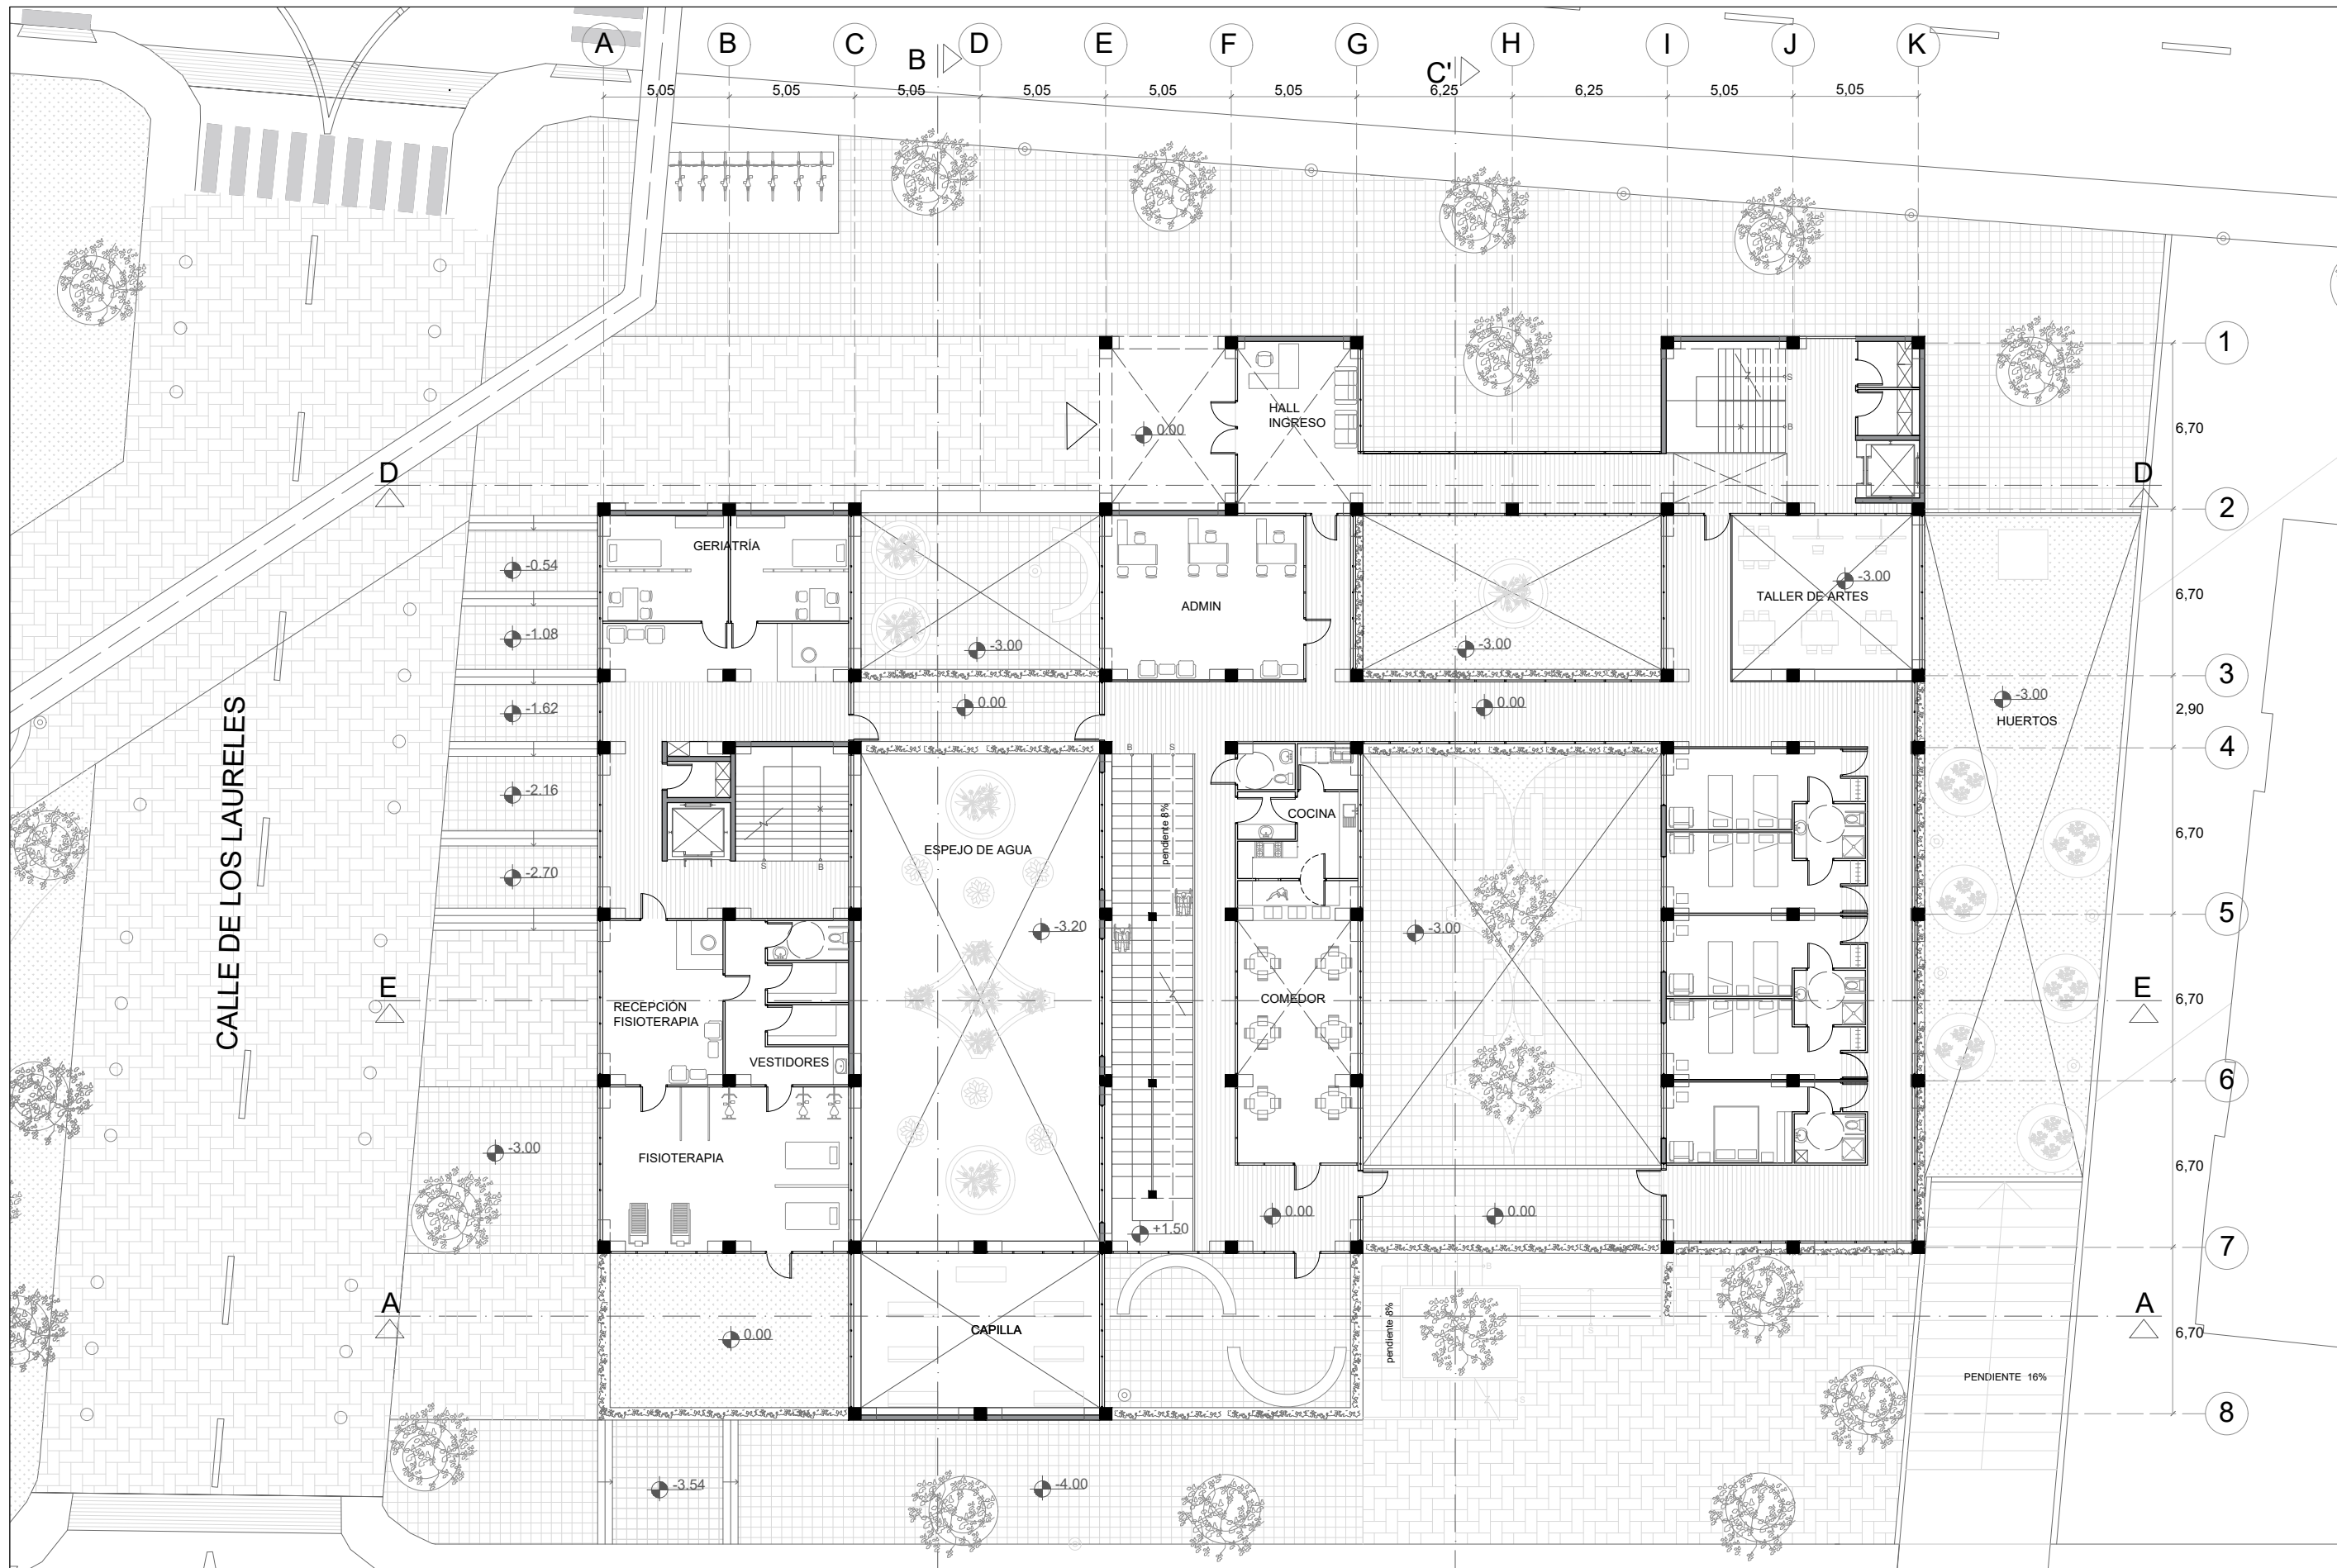 A
B
C
B
D
E
F
G
C'
H
I
J
K
5,05
5,05
5,05
5,05
5,05
5,05
6,25
6,25
5,05
5,05
1
HALL
INGRESO
0.00
S
B
6,70
D
D
2
GERIATRÍA
-0.54
-3.00
ADMIN
TALLER DE ARTES
6,70
-1.08
-3.00
-3.00
3
-1.62
0.00
0.00
-3.00
HUERTOS
2,90
4
B
S
-2.16
COCINA
pendiente 8%
6,70
ESPEJO DE AGUA
S
B
-2.70
CALLE DE LOS LAURELES
-3.20
-3.00
5
E
E
RECEPCIÓN
FISIOTERAPIA
COMEDOR
6,70
VESTIDORES
6
-3.00
FISIOTERAPIA
6,70
+1.50
0.00
0.00
7
B
A
A
0.00
CAPILLA
pendiente 8%
S
6,70
PENDIENTE 16%
S
8
-3.54
-4.00